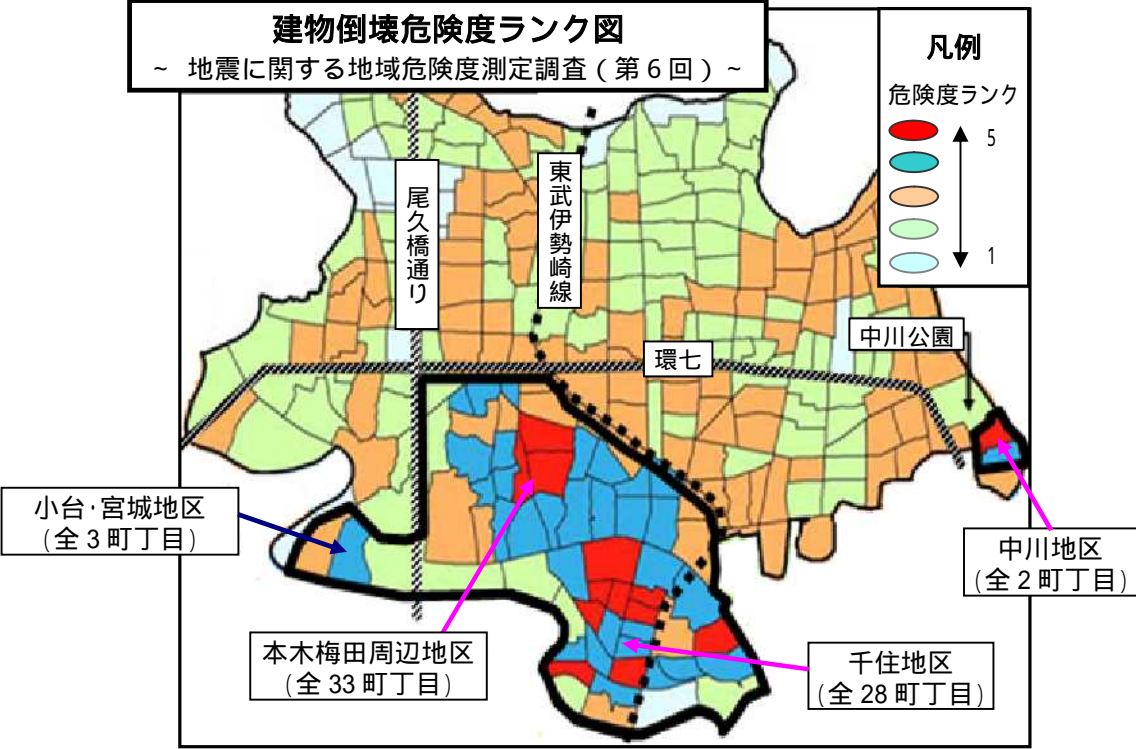 建物倒壊危険度ランク図
~ 地震に関する地域危険度測定調査(第6回)~
凡例
危険度ランク
5
1
尾久橋通り
東武伊勢崎線
環七
中川公園
小台・宮城地区
(全3町丁目)
中川地区
(全2町丁目)
本木梅田周辺地区
(全33町丁目)
千住地区
(全28町丁目)